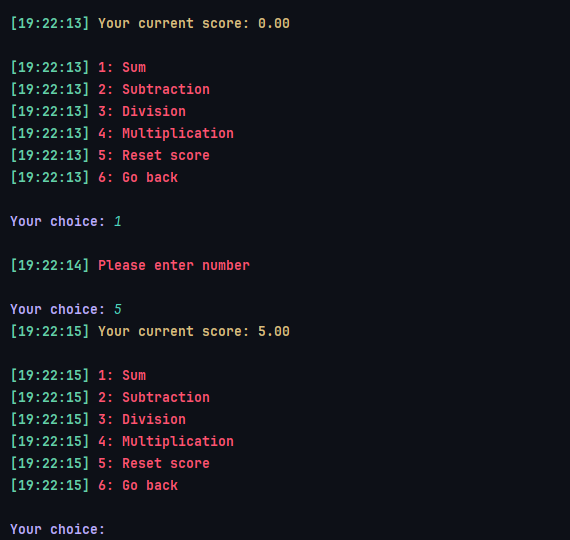 [19:22:13] Your current score: 0.00
[19:22:13] 1: Sum
[19:22:13] 2: Subtraction
[19:22:13] 3: Division
[19:22:13] 4: Multiplication
[19:22:13] 5: Reset score
[19:22:13] 6: Go back
Your choice: 1
[19:22:14] Please enter number
Your choice: 5
[19:22:15] Your current score: 5.00
[19:22:15] 1: Sum
[19:22:15] 2: Subtraction
[19:22:15] 3: Division
[19:22:15] 4: Multiplication
[19:22:15] 5: Reset score
[19:22:15] 6: Go back
Your choice: